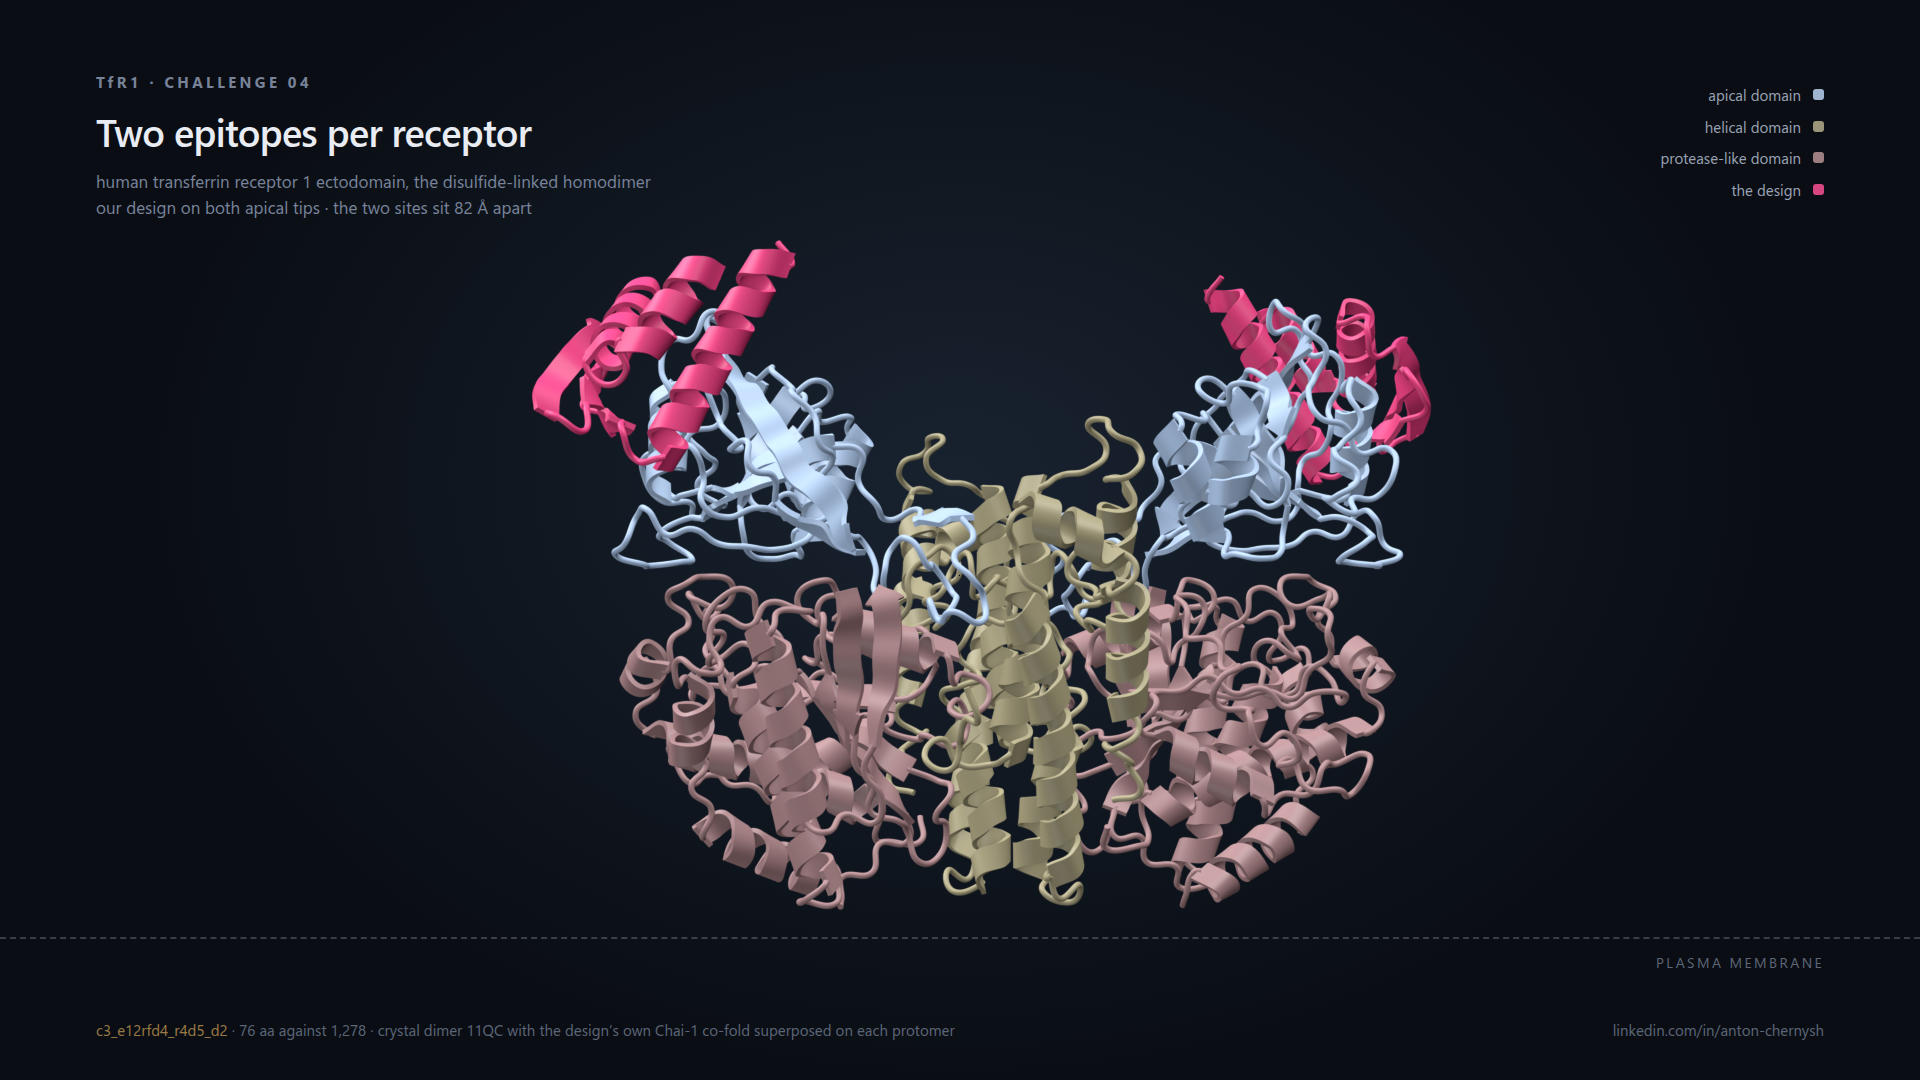 TfR1 · CHALLENGE 04
Two epitopes per receptor
human transferrin receptor 1 ectodomain, the disulfide-linked homodimer
our design on both apical tips · the two sites sit 82 Å apart
apical domain
helical domain
protease-like domain
the design
PLASMA MEMBRANE
c3_e12rfd4_r4d5_d2 · 76 aa against 1,278 · crystal dimer 11QC with the design's own Chai-1 co-fold superposed on each protomer
linkedin.com/in/anton-chernysh